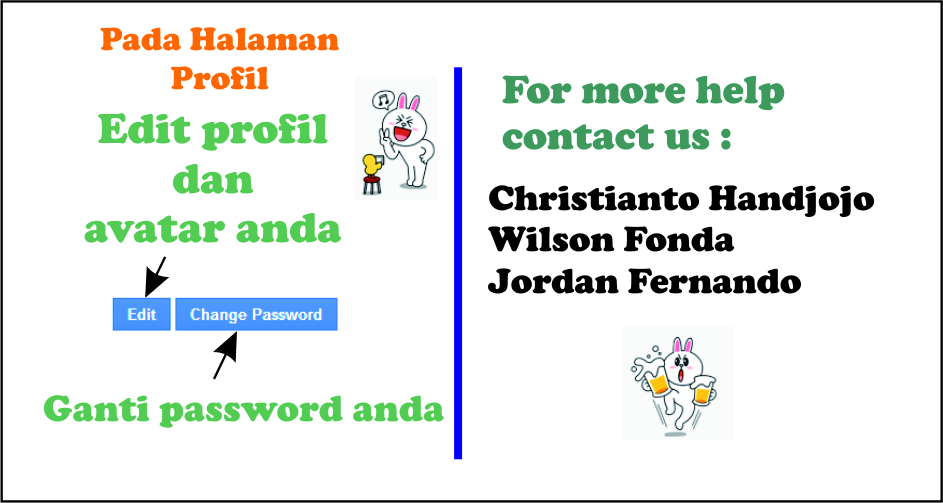 Pada Halaman
Profil
Edit profil
dan
avatar anda
Edit
Change Password
Ganti password anda
For more help
contact us :
Christianto Handjojo
Wilson Fonda
Jordan Fernando